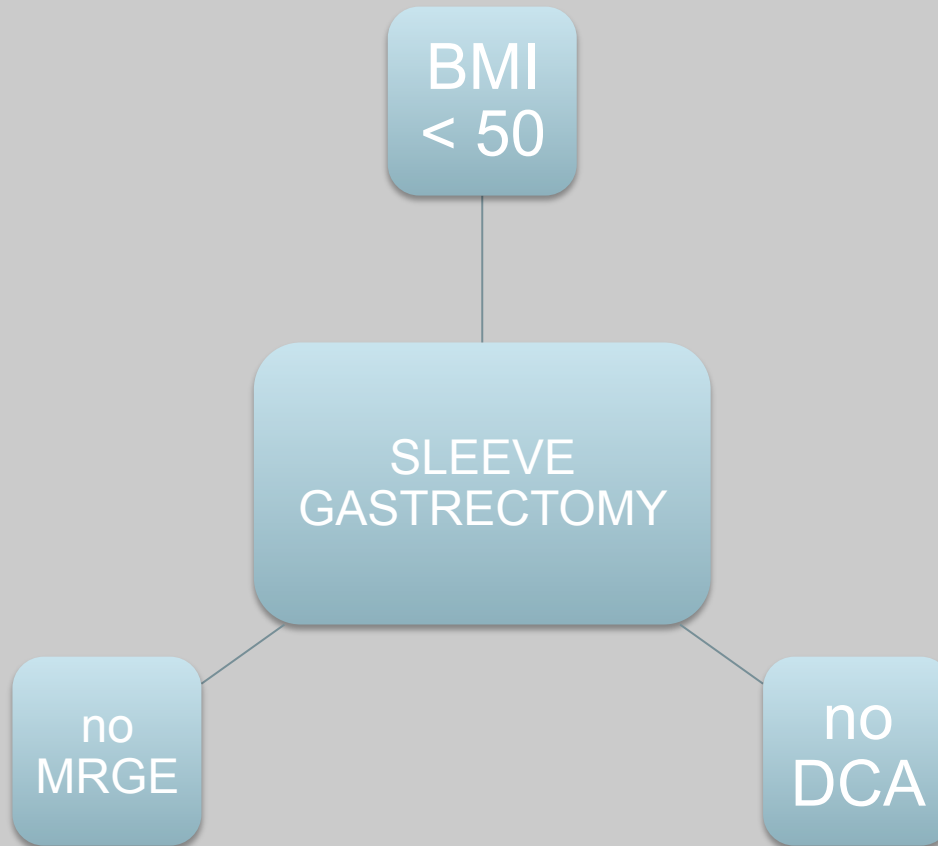 BMI
< 50
SLEEVE
GASTRECTOMY
no
MRGE
no
DCA